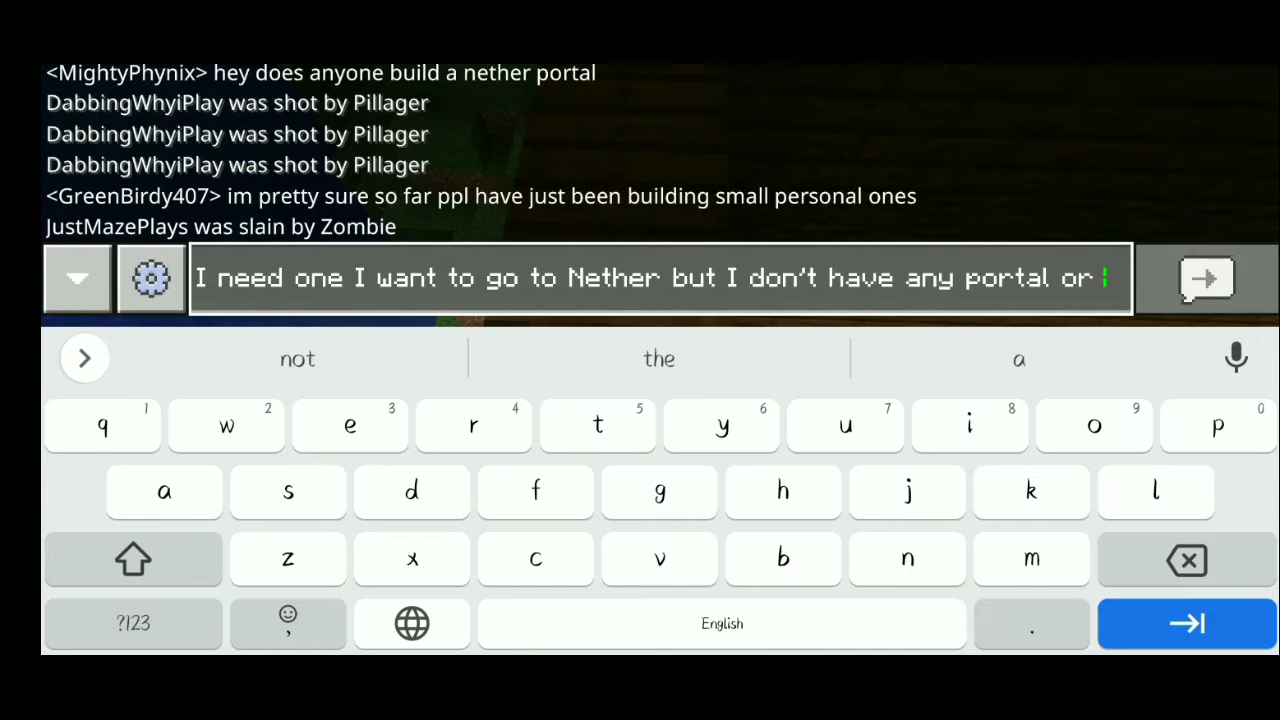 <MightyPhynix> hey does anyone build a nether portal
DabbingWhyiPlay was shot by Pillager
DabbingWhyiPlay was shot by Pillager
DabbingWhyiPlay was shot by Pillager
<GreenBirdy407> im pretty sure so far ppl have just been building small personal ones
JustMazePlays was slain by Zombie
I need one I want to go to Nether but I don't have any portal or
not the a
1 2 3 4 5 6 7 8 9 0
q w e r t y u i o p
a s d f g h j k l
z x c v b n m
?123 , English .